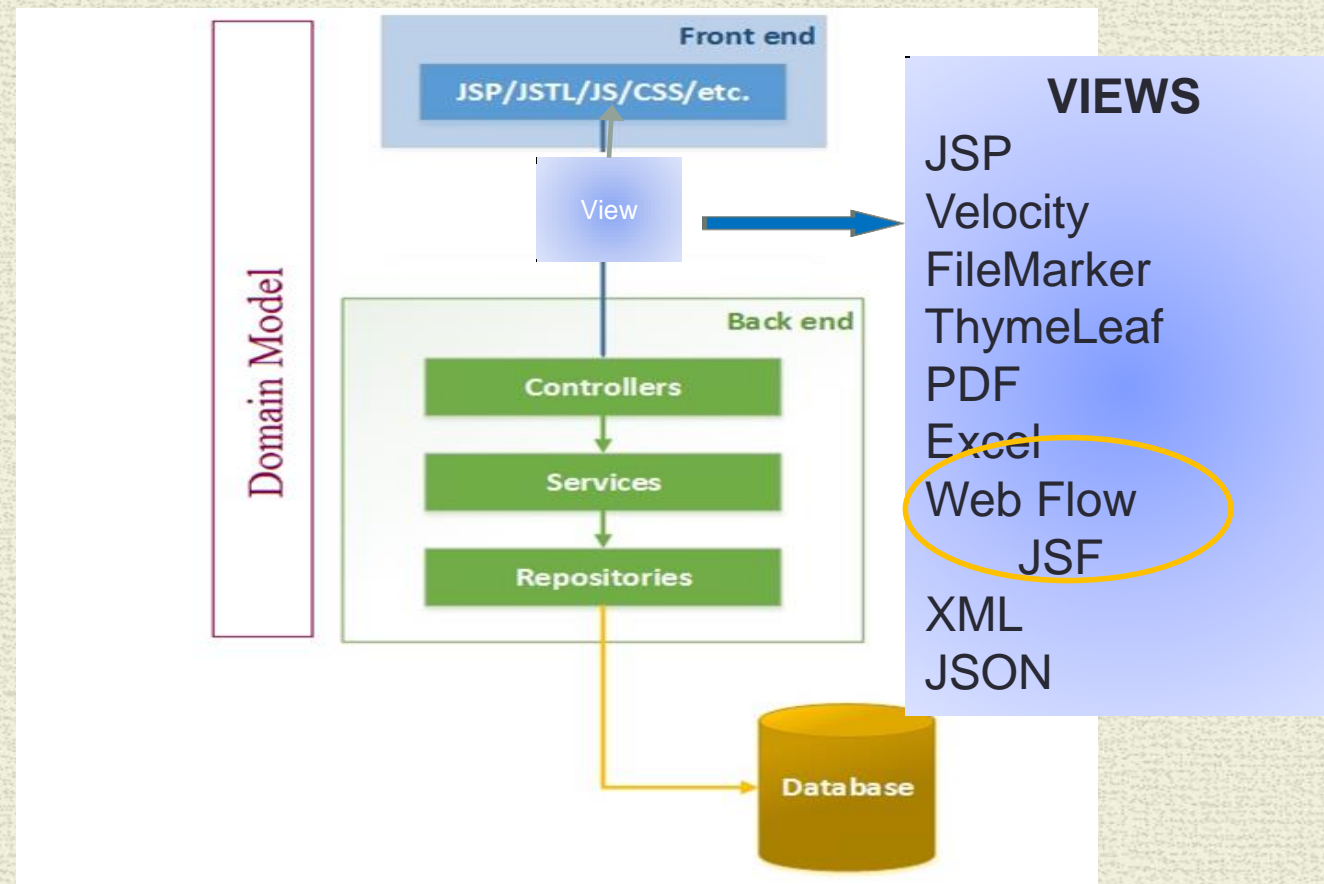 Domain Model
Front end
JSP/JSTL/JS/CSS/etc.
View
Back end
Controllers
Services
Repositories
Database
VIEWS
JSP
Velocity
FileMarker
ThymeLeaf
PDF
Excel
Web Flow
JSF
XML
JSON